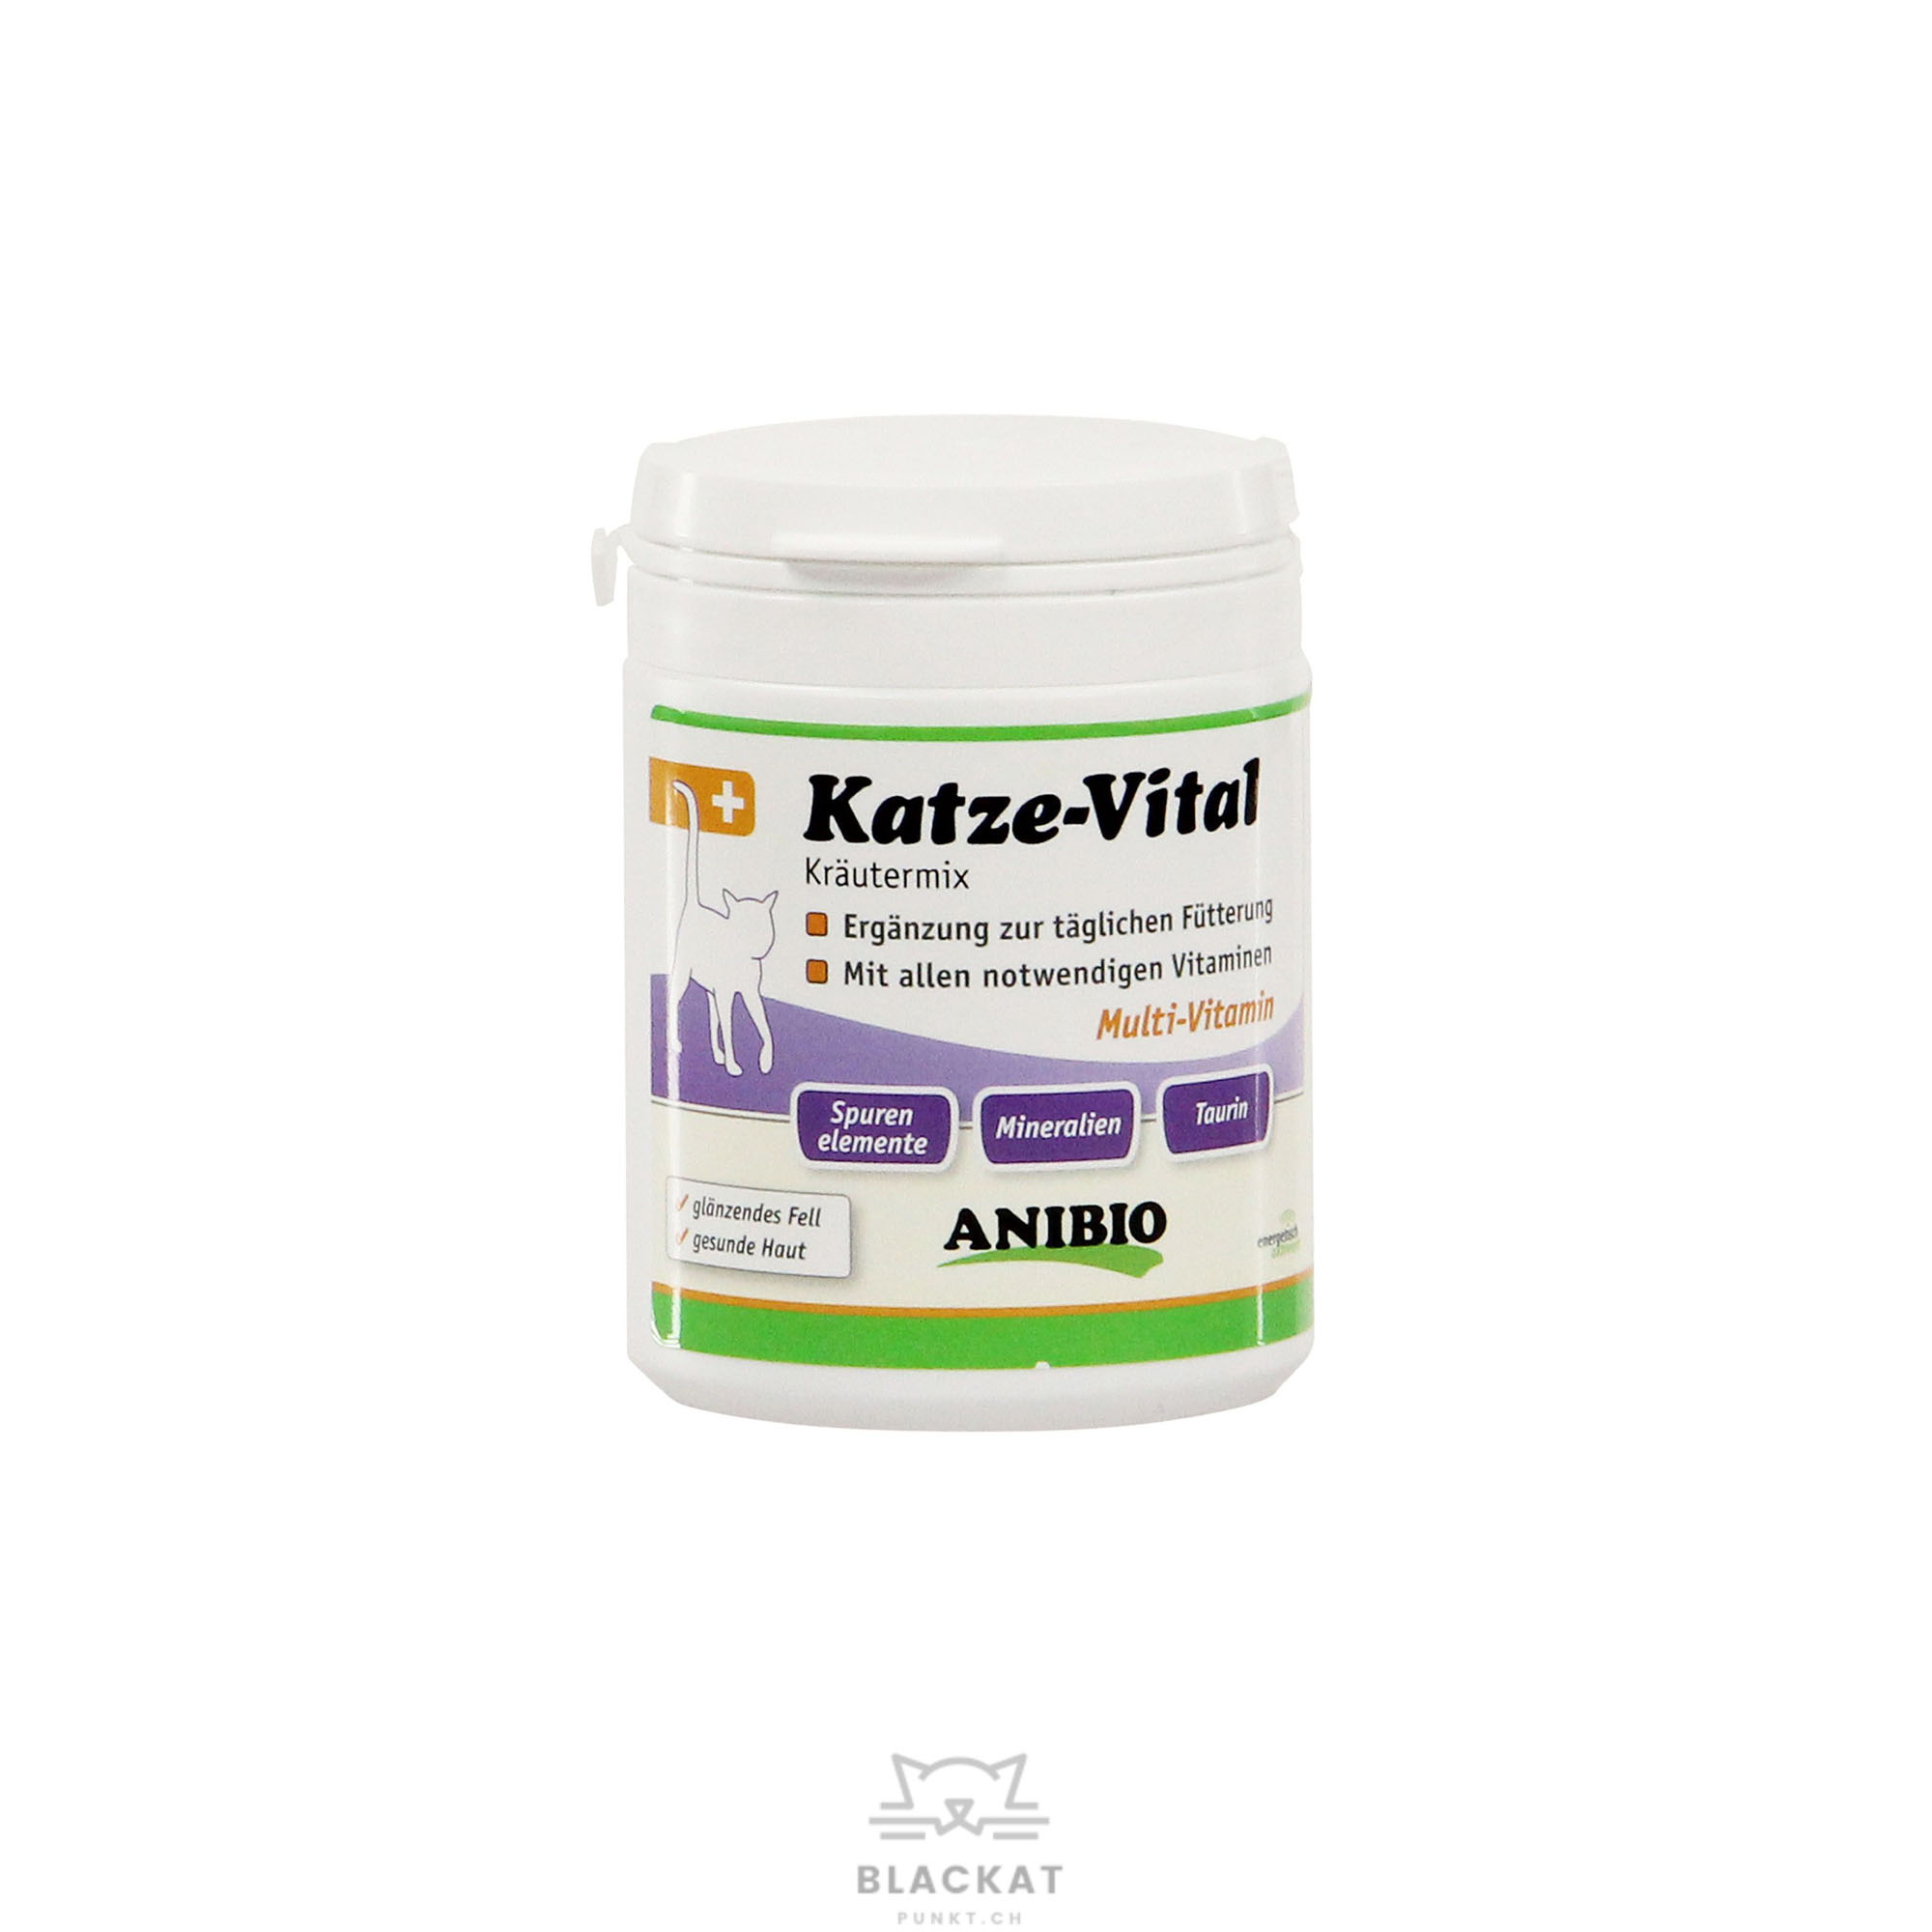 Katze-Vital
Kräutermix
Ergänzung zur täglichen Fütterung
Mit allen notwendigen Vitaminen
Multi-Vitamin
Spuren
elemente
Mineralien
Taurin
glänzendes Fell
gesunde Haut
ANIBIO
energetisch
BLACKAT
PUNKT.CH